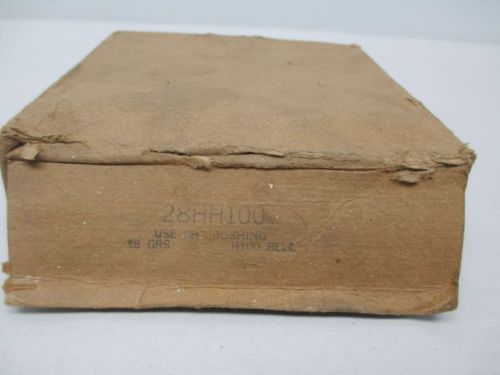 28HH100
USE "H" BUSHING
28 GRS H100 BELT